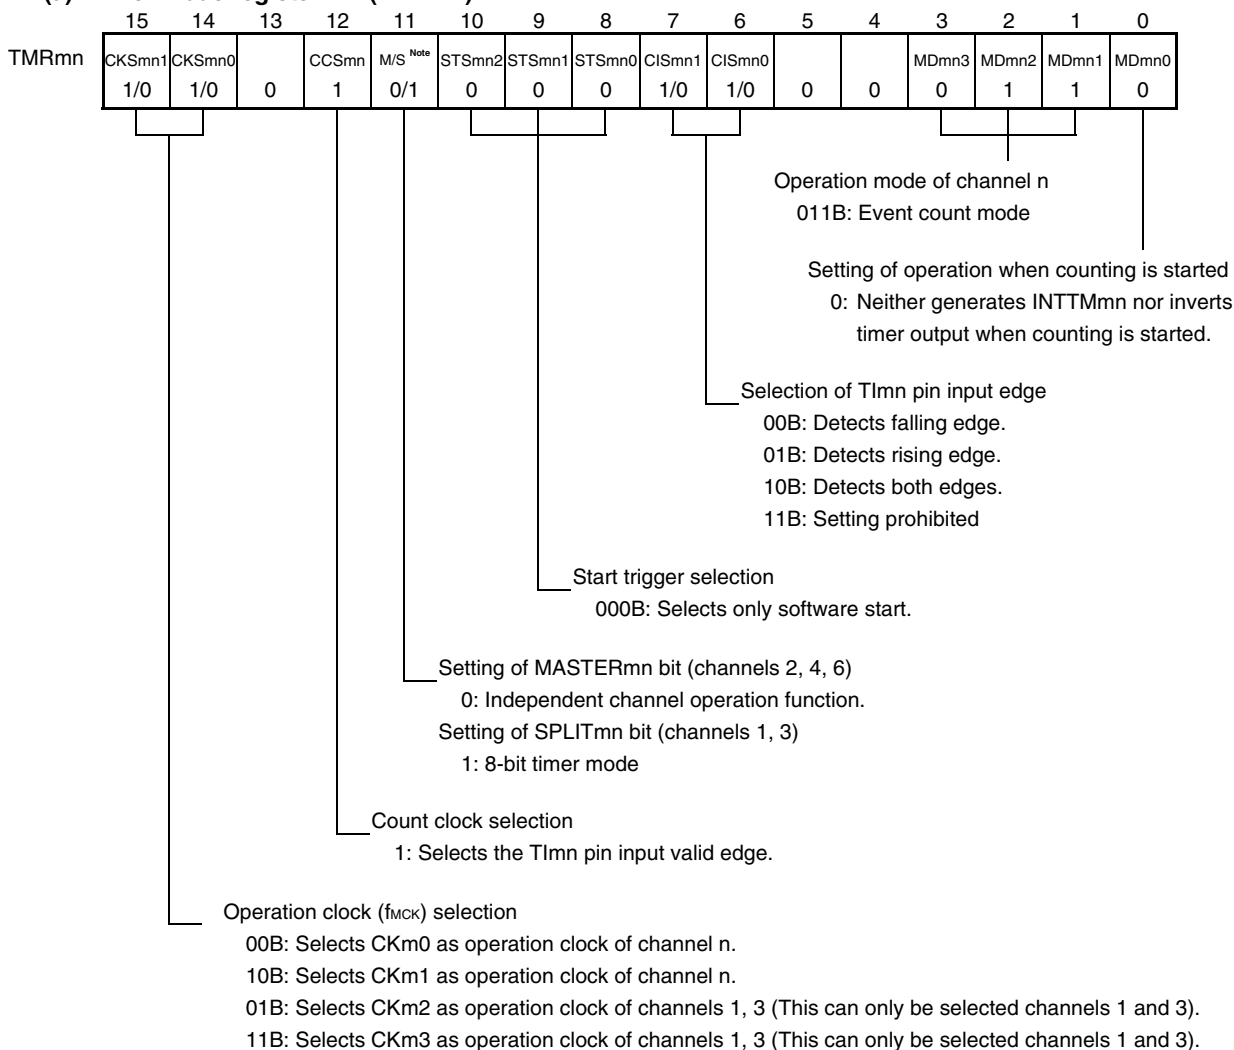 15 14 13 12 11 10 9 8 7 6 5 4 3 2 1 0
TMRmn CKSmn1 CKSmn0 CCSmn M/S Note STSmn2 STSmn1 STSmn0 CISmn1 CISmn0 MDmn3 MDmn2 MDmn1 MDmn0
1/0 1/0 0 1 0/1 0 0 0 1/0 1/0 0 0 0 1 1 0
Operation mode of channel n
011B: Event count mode
Setting of operation when counting is started
0: Neither generates INTTMmn nor inverts
timer output when counting is started.
Selection of TImn pin input edge
00B: Detects falling edge.
01B: Detects rising edge.
10B: Detects both edges.
11B: Setting prohibited
Start trigger selection
000B: Selects only software start.
Setting of MASTERmn bit (channels 2, 4, 6)
0: Independent channel operation function.
Setting of SPLITmn bit (channels 1, 3)
1: 8-bit timer mode
Count clock selection
1: Selects the TImn pin input valid edge.
Operation clock (fMCK) selection
00B: Selects CKm0 as operation clock of channel n.
10B: Selects CKm1 as operation clock of channel n.
01B: Selects CKm2 as operation clock of channels 1, 3 (This can only be selected channels 1 and 3).
11B: Selects CKm3 as operation clock of channels 1, 3 (This can only be selected channels 1 and 3).